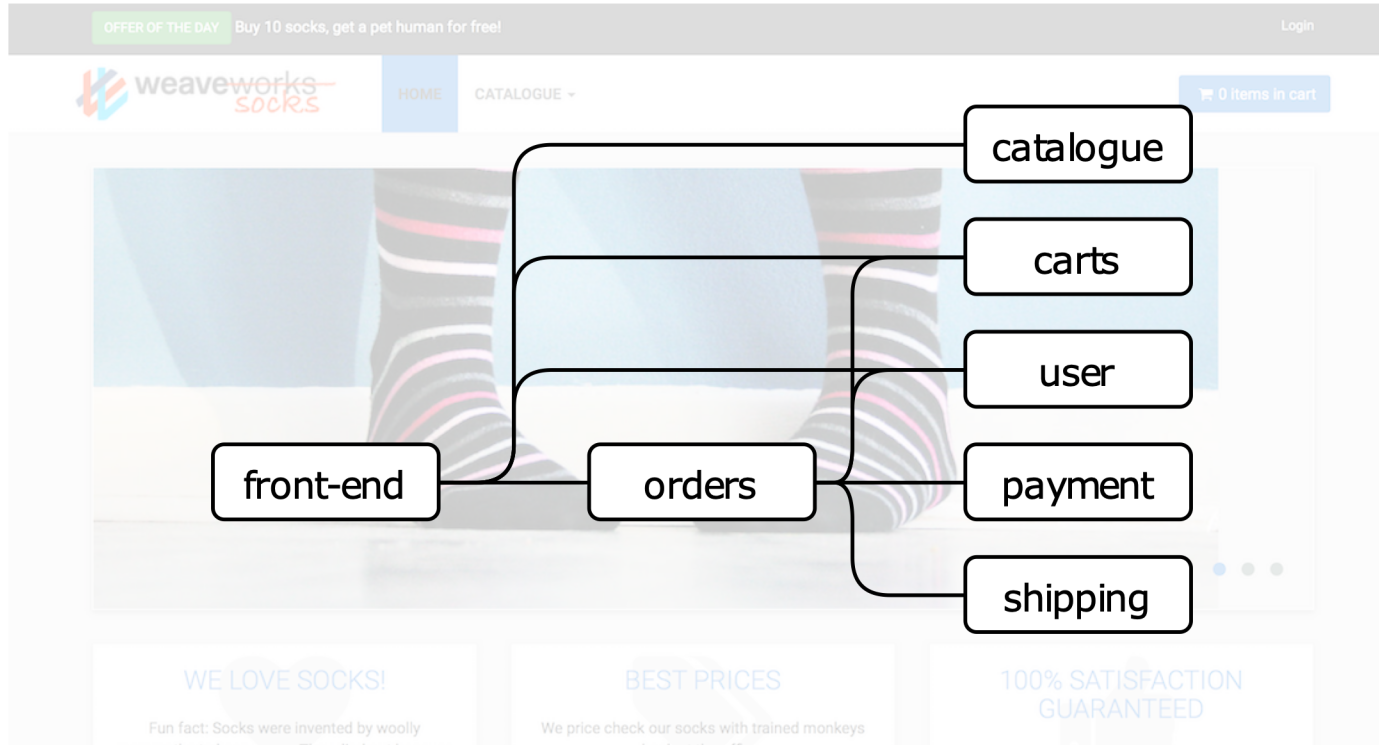 OFFER OF THE DAY Buy 10 socks, get a pet human for free! Login
weaveworks
socks
HOME CATALOGUE 0 items in cart
catalogue
carts
user
front-end orders payment
shipping
WE LOVE SOCKS! BEST PRICES 100% SATISFACTION
GUARANTEED
Fun fact: Socks were invented by woolly We price check our socks with trained monkeys